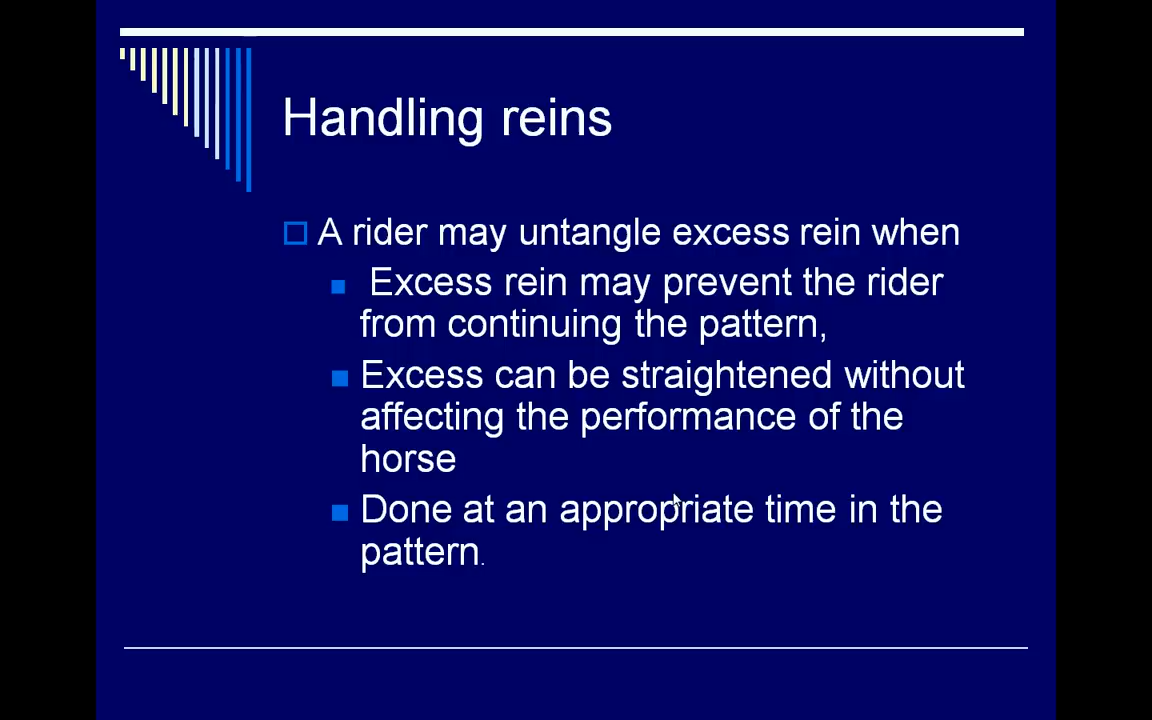 Handling reins
A rider may untangle excess rein when
Excess rein may prevent the rider
from continuing the pattern,
Excess can be straightened without
affecting the performance of the
horse
Done at an appropriate time in the
pattern.